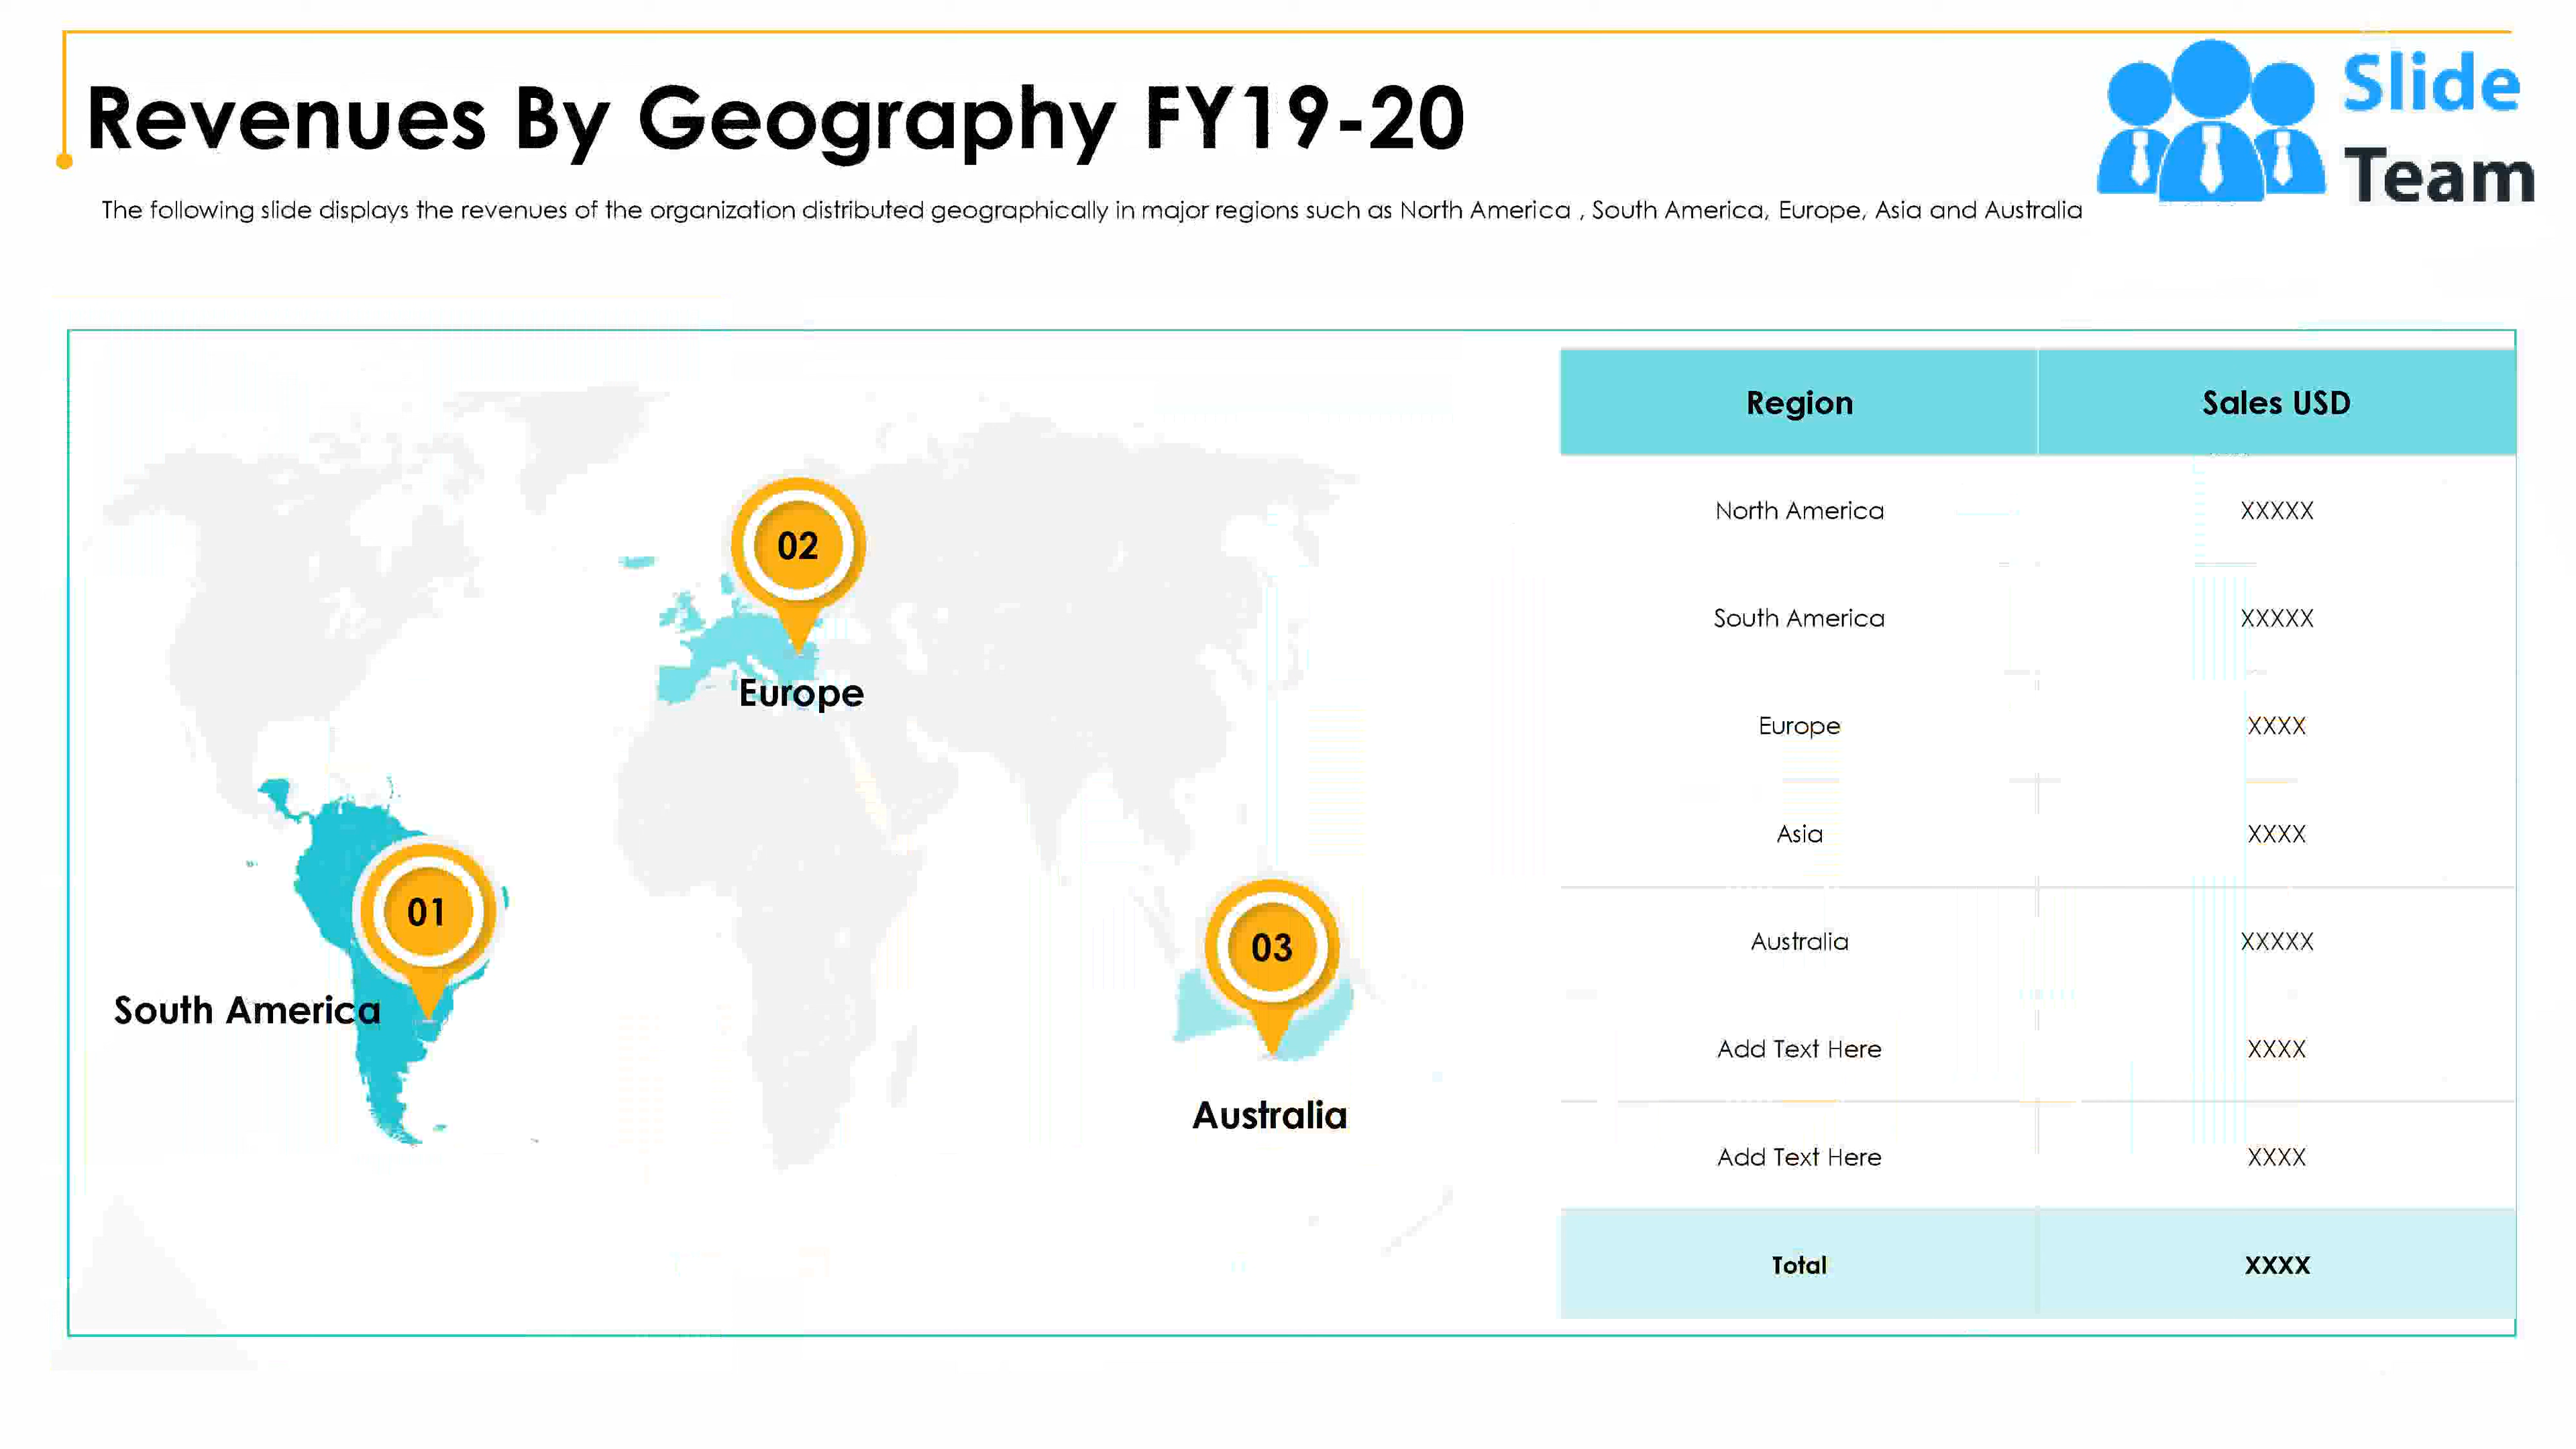 Revenues By Geography FY19-20
Slide
Team
The following slide displays the revenues of the organization distributed geographically in major regions such as North America , South America, Europe, Asia and Australia
02
Europe
01
South America
03
Australia
Region Sales USD
North America XXXXX
South America XXXXX
Europe XXXX
Asia XXXX
Australia XXXXX
Add Text Here XXXX
Add Text Here XXXX
Total XXXX